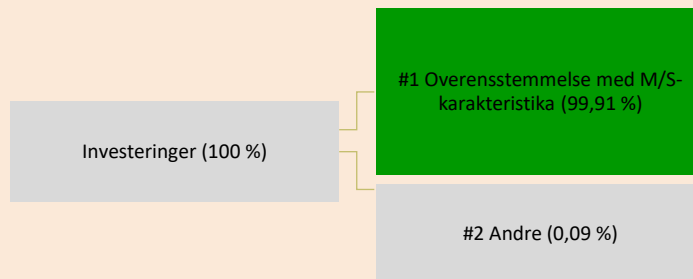 #1 Overensstemmelse med M/S-
karakteristika (99,91 %)
Investeringer (100 %)
#2 Andre (0,09 %)